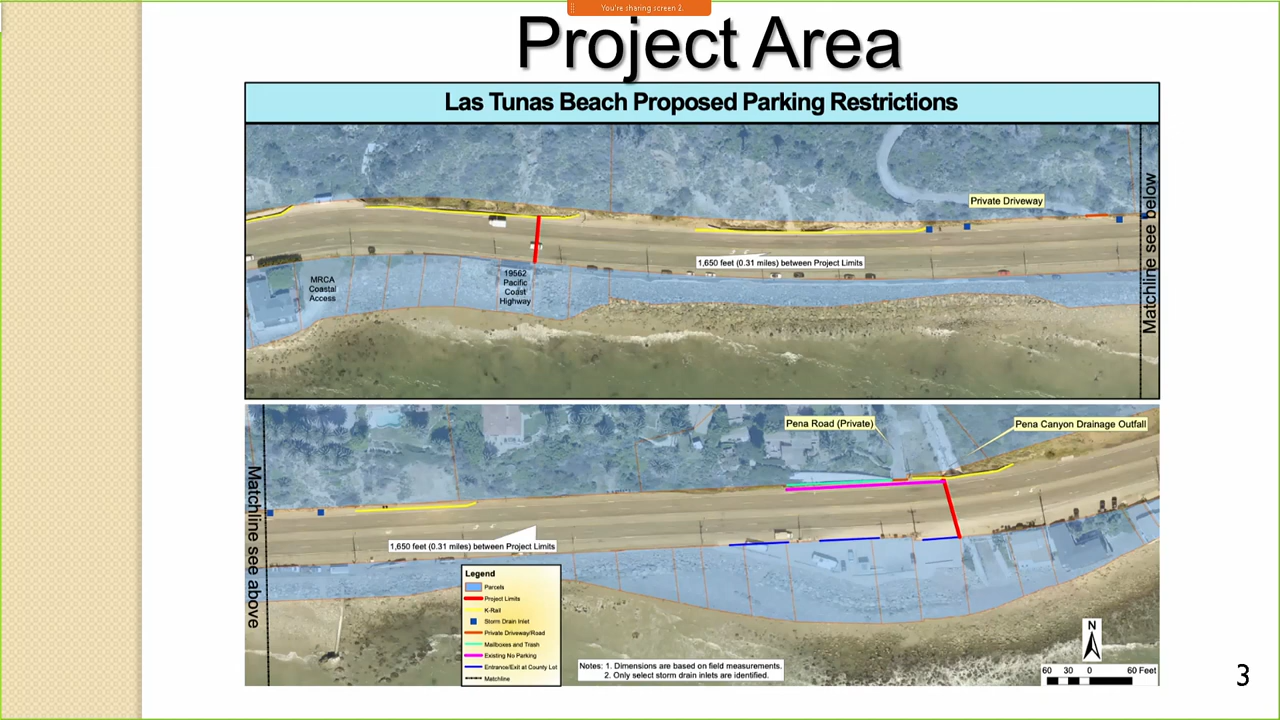 You're sharing screen 2.
Project Area
Las Tunas Beach Proposed Parking Restrictions
Private Driveway
1,650 feet (0.31 miles) between Project Limits
MRCA
Coastal
Access
19562
Pacific
Coast
Highway
Matchline see below
Pena Road (Private)
Pena Canyon Drainage Outfall
Matchline see above
1,650 feet (0.31 miles) between Project Limits
Legend
Parcels
Project Limits
K-Rail
Storm Drain Inlet
Private Driveway/Road
Mailboxes and Trash
Existing No Parking
Entrance/Exit at County Lot
Matchline
Notes: 1. Dimensions are based on field measurements.
2. Only select storm drain inlets are identified.
N
60 30 0 60 Feet
3